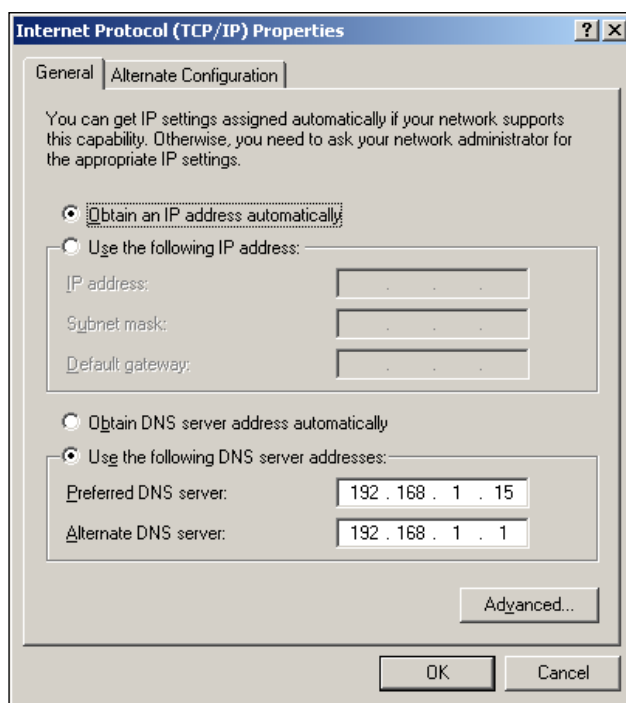 Internet Protocol (TCP/IP) Properties
General
Alternate Configuration
You can get IP settings assigned automatically if your network supports
this capability. Otherwise, you need to ask your network administrator for
the appropriate IP settings.
Obtain an IP address automatically
Use the following IP address:
IP address:
Subnet mask:
Default gateway:
Obtain DNS server address automatically
Use the following DNS server addresses:
Preferred DNS server: 192 . 168 . 1 . 15
Alternate DNS server: 192 . 168 . 1 . 1
Advanced...
OK
Cancel